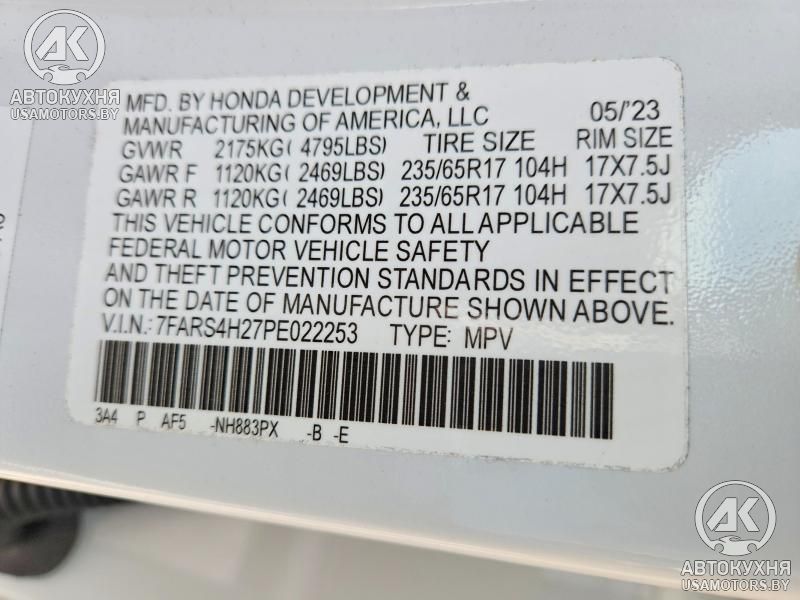 AK
АВТОКУХНЯ
USAMOTORS.BY
MFD. BY HONDA DEVELOPMENT &
MANUFACTURING OF AMERICA, LLC 05/'23
GVWR 2175KG( 4795LBS) TIRE SIZE RIM SIZE
GAWR F 1120KG( 2469LBS) 235/65R17 104H 17X7.5J
GAWR R 1120KG( 2469LBS) 235/65R17 104H 17X7.5J
THIS VEHICLE CONFORMS TO ALL APPLICABLE
FEDERAL MOTOR VEHICLE SAFETY
AND THEFT PREVENTION STANDARDS IN EFFECT
ON THE DATE OF MANUFACTURE SHOWN ABOVE.
V.I.N.: 7FARS4H27PE022253 TYPE: MPV
3A4 P AF5 -NH883PX -B -E
AK
АВТОКУХНЯ
USAMOTORS.BY